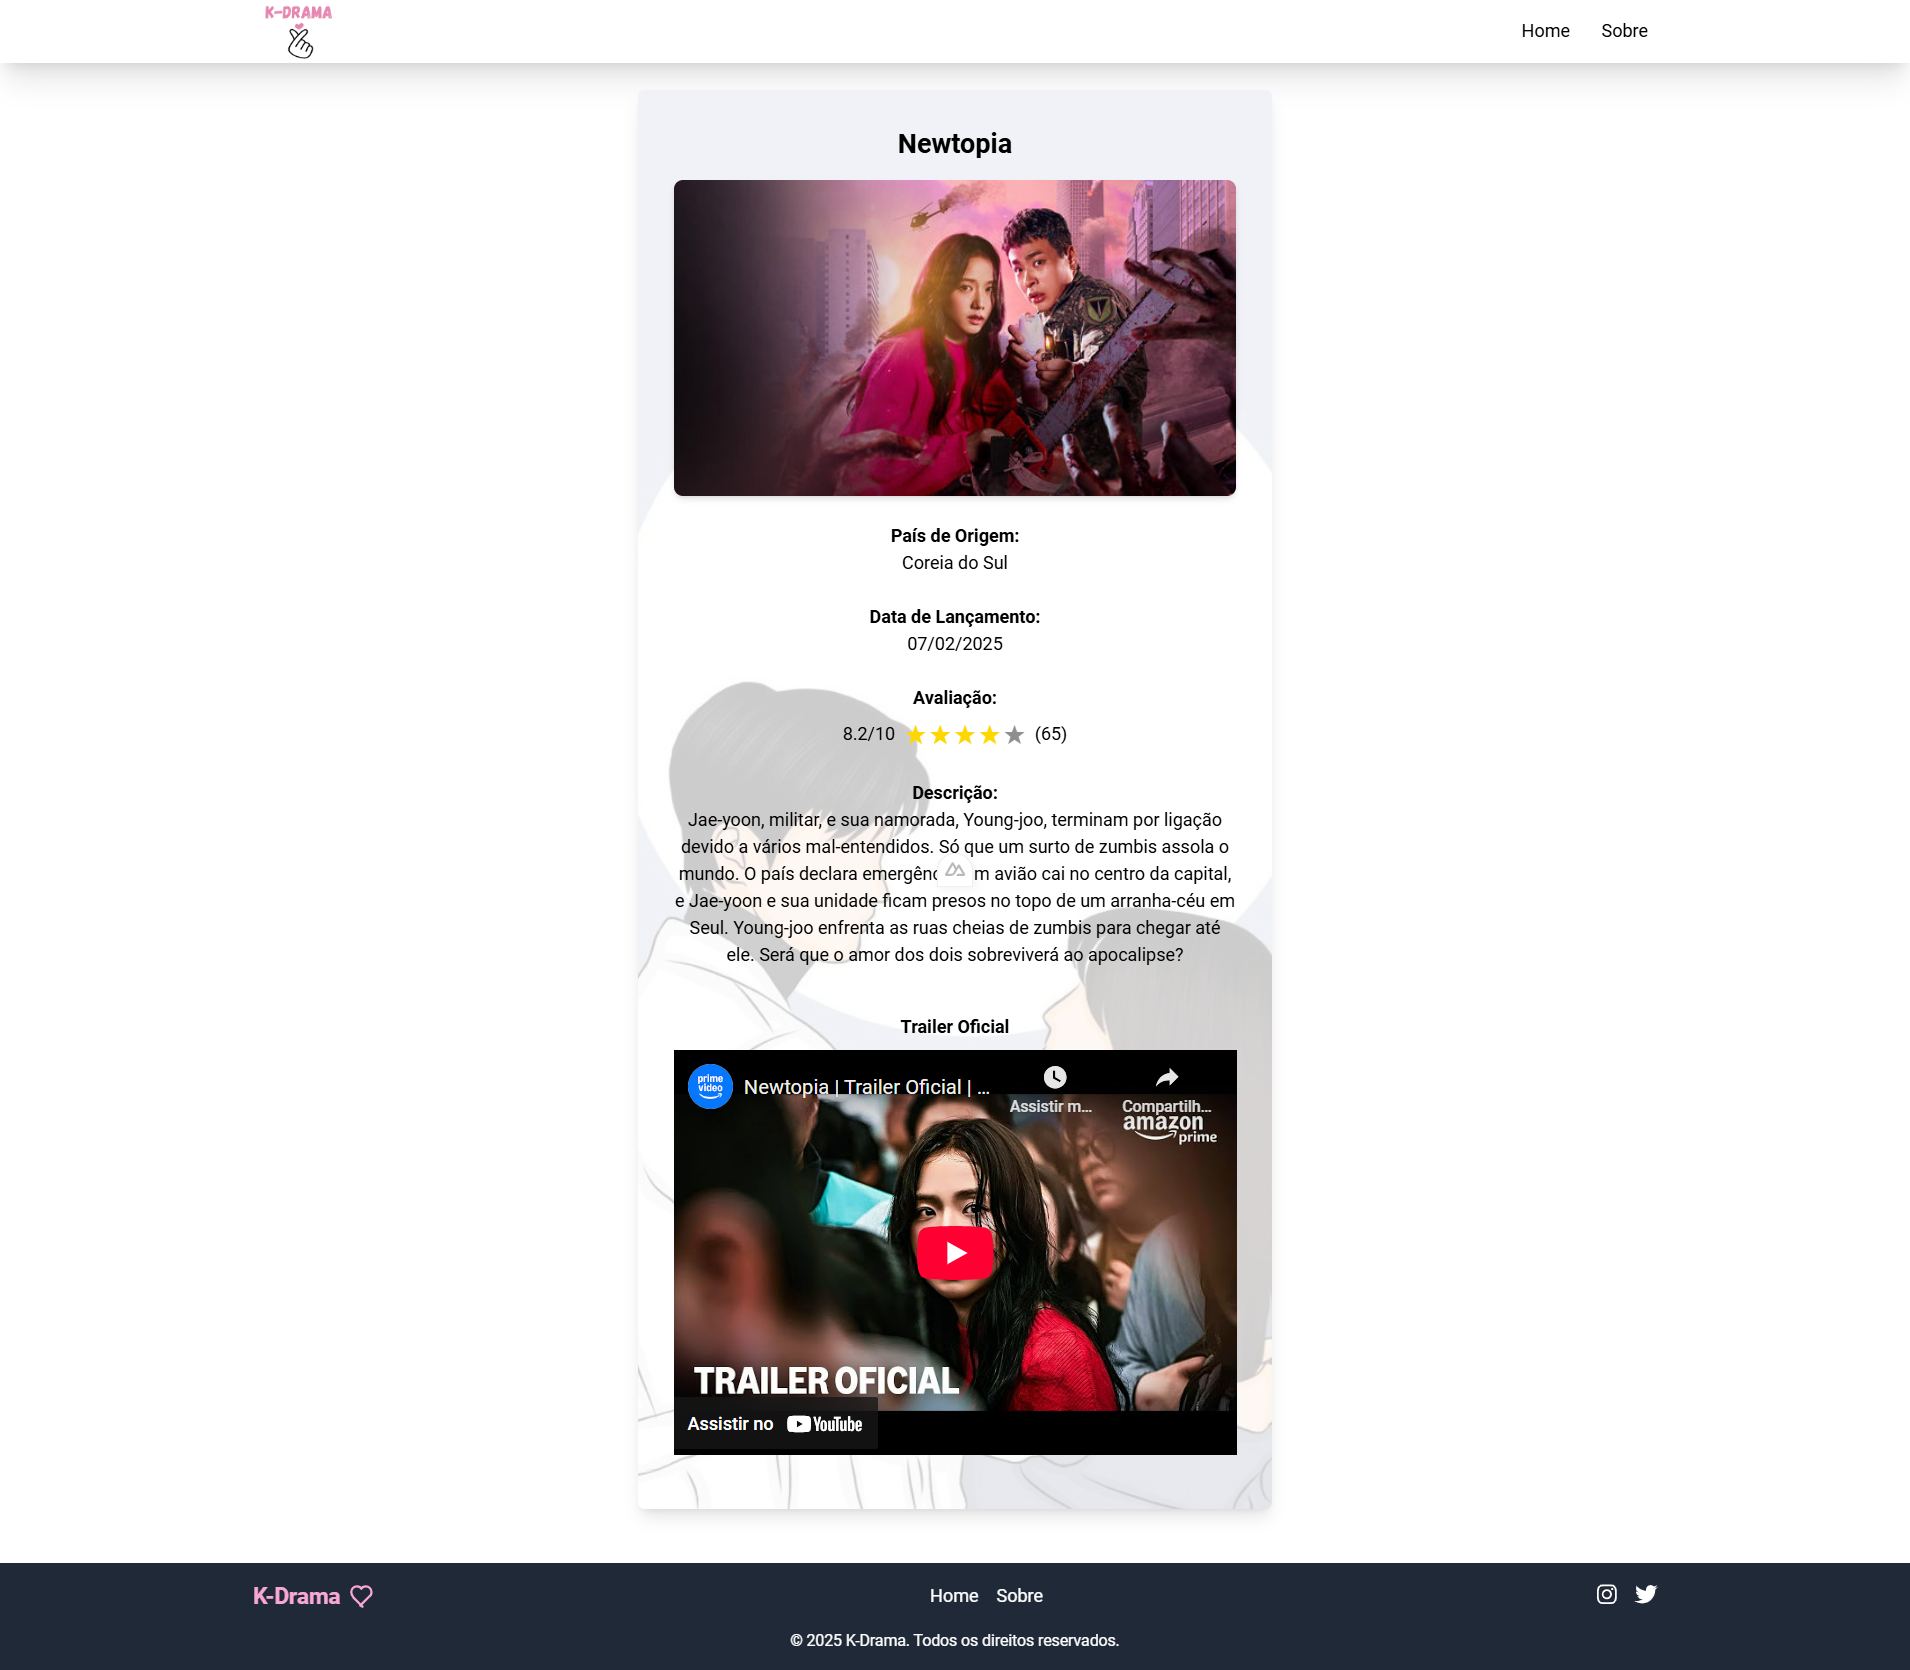 K-DRAMA
Home Sobre
Newtopia
País de Origem:
Coreia do Sul
Data de Lançamento:
07/02/2025
Avaliação:
8.2/10 (65)
Descrição:
Jae-yoon, militar, e sua namorada, Young-joo, terminam por ligação
devido a vários mal-entendidos. Só que um surto de zumbis assola o
mundo. O país declara m avião cai no centro da capital,
e Jae-yoon e sua unidade ficam presos no topo de um arranha-céu em
Seul. Young-joo enfrenta as ruas cheias de zumbis para chegar até
ele. Será que o amor dos dois sobreviverá ao apocalipse?
Trailer Oficial
prime video
Newtopia | Trailer Oficial | ...
Assistir m...
Compartilh...
amazon
prime
TRAILER OFICIAL
Assistir no YouTube
K-Drama
Home Sobre
© 2025 K-Drama. Todos os direitos reservados.